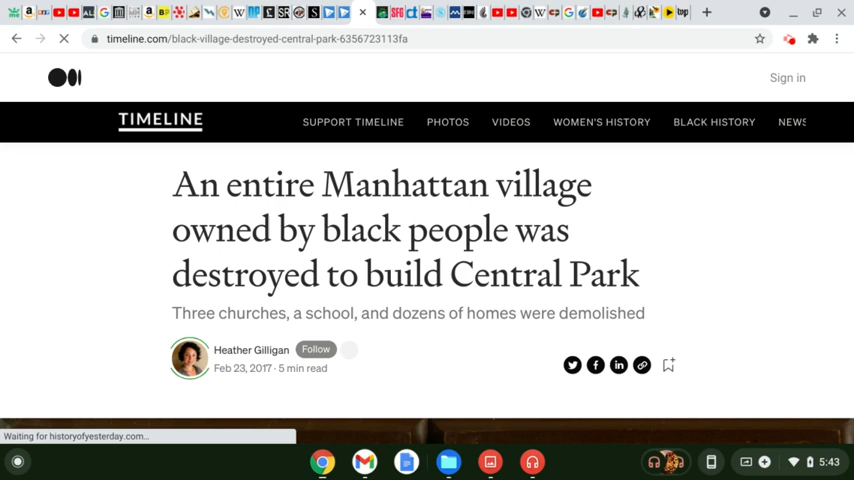 timeline.com/black-village-destroyed-central-park-6356723113fa
Sign in
TIMELINE
SUPPORT TIMELINE PHOTOS VIDEOS WOMEN'S HISTORY BLACK HISTORY NEWS
An entire Manhattan village
owned by black people was
destroyed to build Central Park
Three churches, a school, and dozens of homes were demolished
Heather Gilligan Follow
Feb 23, 2017 · 5 min read
Waiting for historyofyesterday.com...
5:43